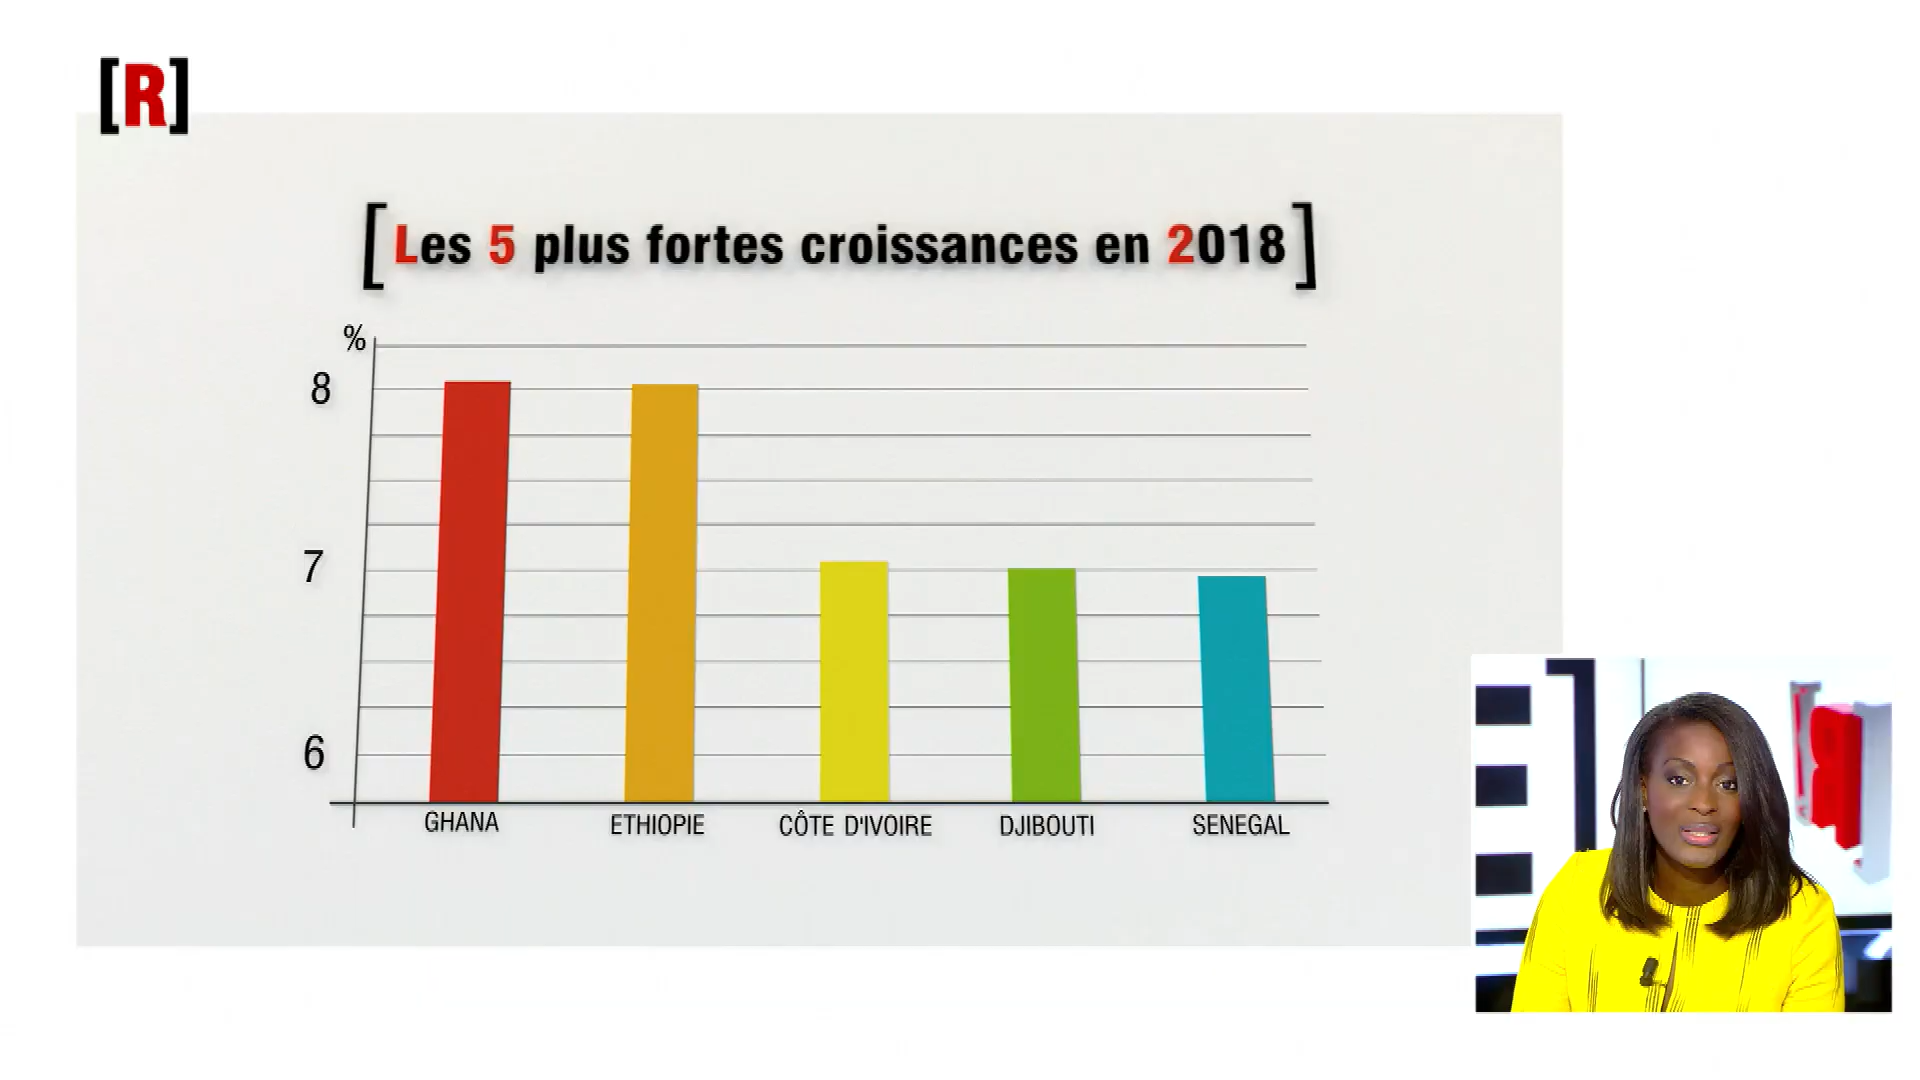 [R]
[Les 5 plus fortes croissances en 2018]
%
8
7
6
GHANA
ETHIOPIE
CÔTE D'IVOIRE
DJIBOUTI
SENEGAL